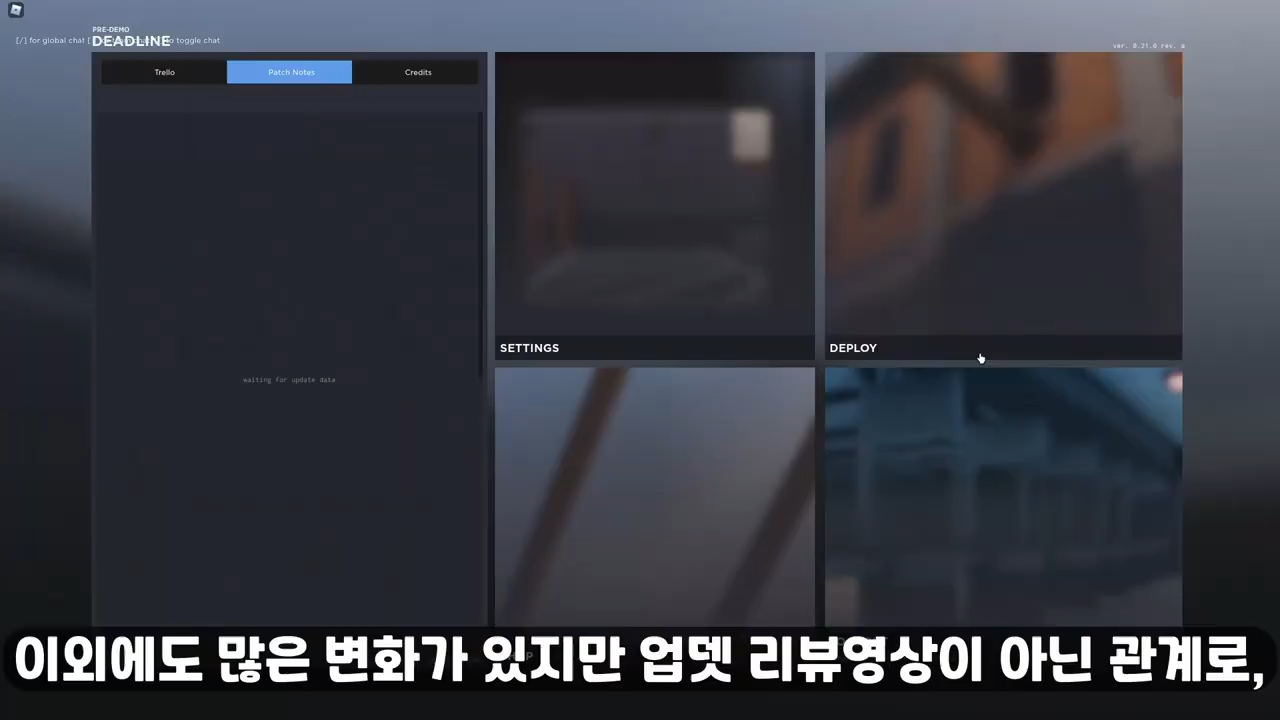 PRE-DEMO
DEADLINE
[/] for global chat [
to toggle chat
ver. 0.21.0 rev. a
Trello
Patch Notes
Credits
waiting for update data
SETTINGS
DEPLOY
이외에도 많은 변화가 있지만 업뎃 리뷰영상이 아닌 관계로,